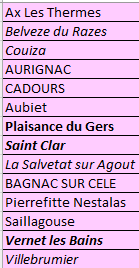 Ax Les Thermes
Belveze du Razes
Couiza
AURIGNAC
CADOURS
Aubiet
Plaisance du Gers
Saint Clar
La Salvetat sur Agout
BAGNAC SUR CELE
Pierrefitte Nestalas
Saillagouse
Vernet les Bains
Villebrumier